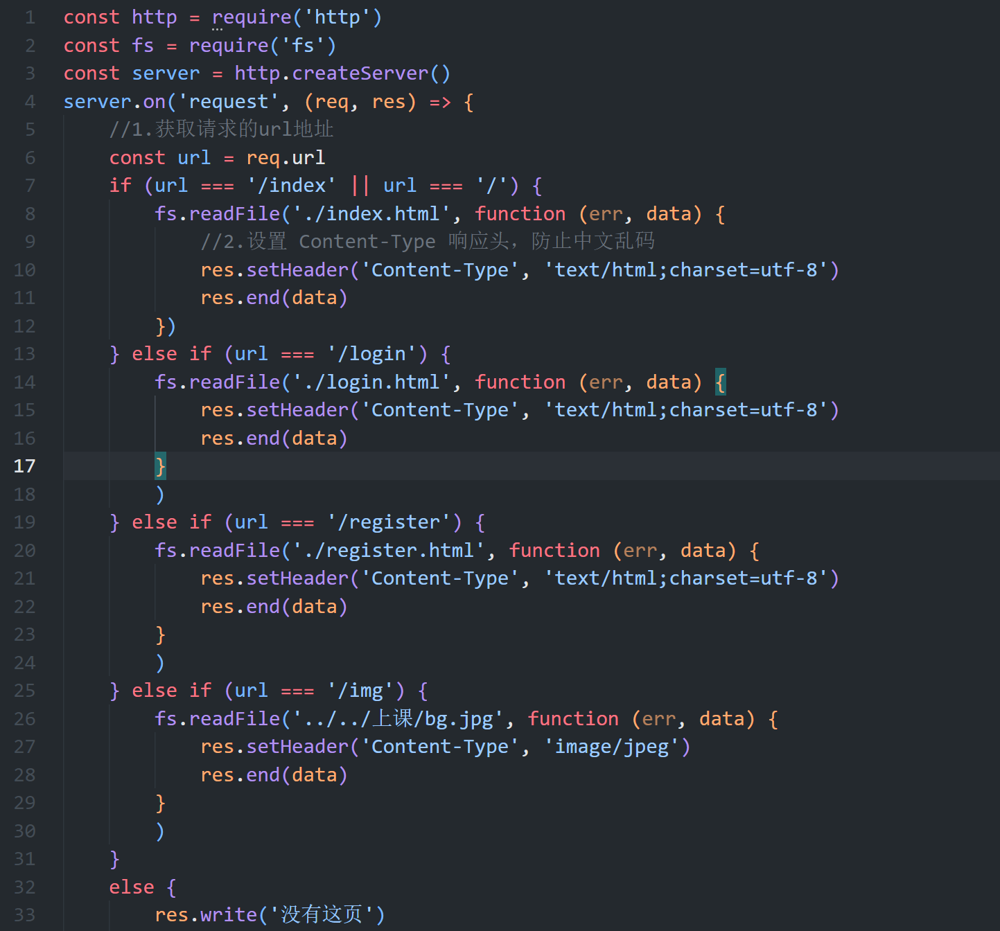 1 const http = require('http')
2 const fs = require('fs')
3 const server = http.createServer()
4 server.on('request', (req, res) => {
5 //1.获取请求的url地址
6 const url = req.url
7 if (url === '/index' || url === '/') {
8 fs.readFile('./index.html', function (err, data) {
9 //2.设置 Content-Type 响应头，防止中文乱码
10 res.setHeader('Content-Type', 'text/html;charset=utf-8')
11 res.end(data)
12 })
13 } else if (url === '/login') {
14 fs.readFile('./login.html', function (err, data) {
15 res.setHeader('Content-Type', 'text/html;charset=utf-8')
16 res.end(data)
17 }
18 )
19 } else if (url === '/register') {
20 fs.readFile('./register.html', function (err, data) {
21 res.setHeader('Content-Type', 'text/html;charset=utf-8')
22 res.end(data)
23 }
24 )
25 } else if (url === '/img') {
26 fs.readFile('../../上课/bg.jpg', function (err, data) {
27 res.setHeader('Content-Type', 'image/jpeg')
28 res.end(data)
29 }
30 )
31 }
32 else {
33 res.write('没有这页')